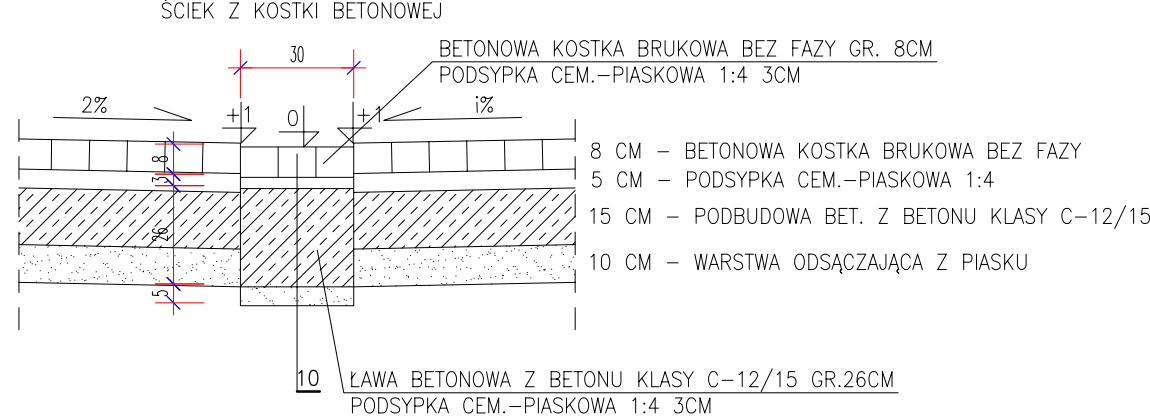 ŚCIEK Z KOSTKI BETONOWEJ
30
BETONOWA KOSTKA BRUKOWA BEZ FAZY GR. 8CM
PODSYPKA CEM.-PIASKOWA 1:4 3CM
2%
+1
0
+1
i%
8
3
26
5
8 CM - BETONOWA KOSTKA BRUKOWA BEZ FAZY
5 CM - PODSYPKA CEM.-PIASKOWA 1:4
15 CM - PODBUDOWA BET. Z BETONU KLASY C-12/15
10 CM - WARSTWA ODSĄCZAJĄCA Z PIASKU
10
ŁAWA BETONOWA Z BETONU KLASY C-12/15 GR.26CM
PODSYPKA CEM.-PIASKOWA 1:4 3CM